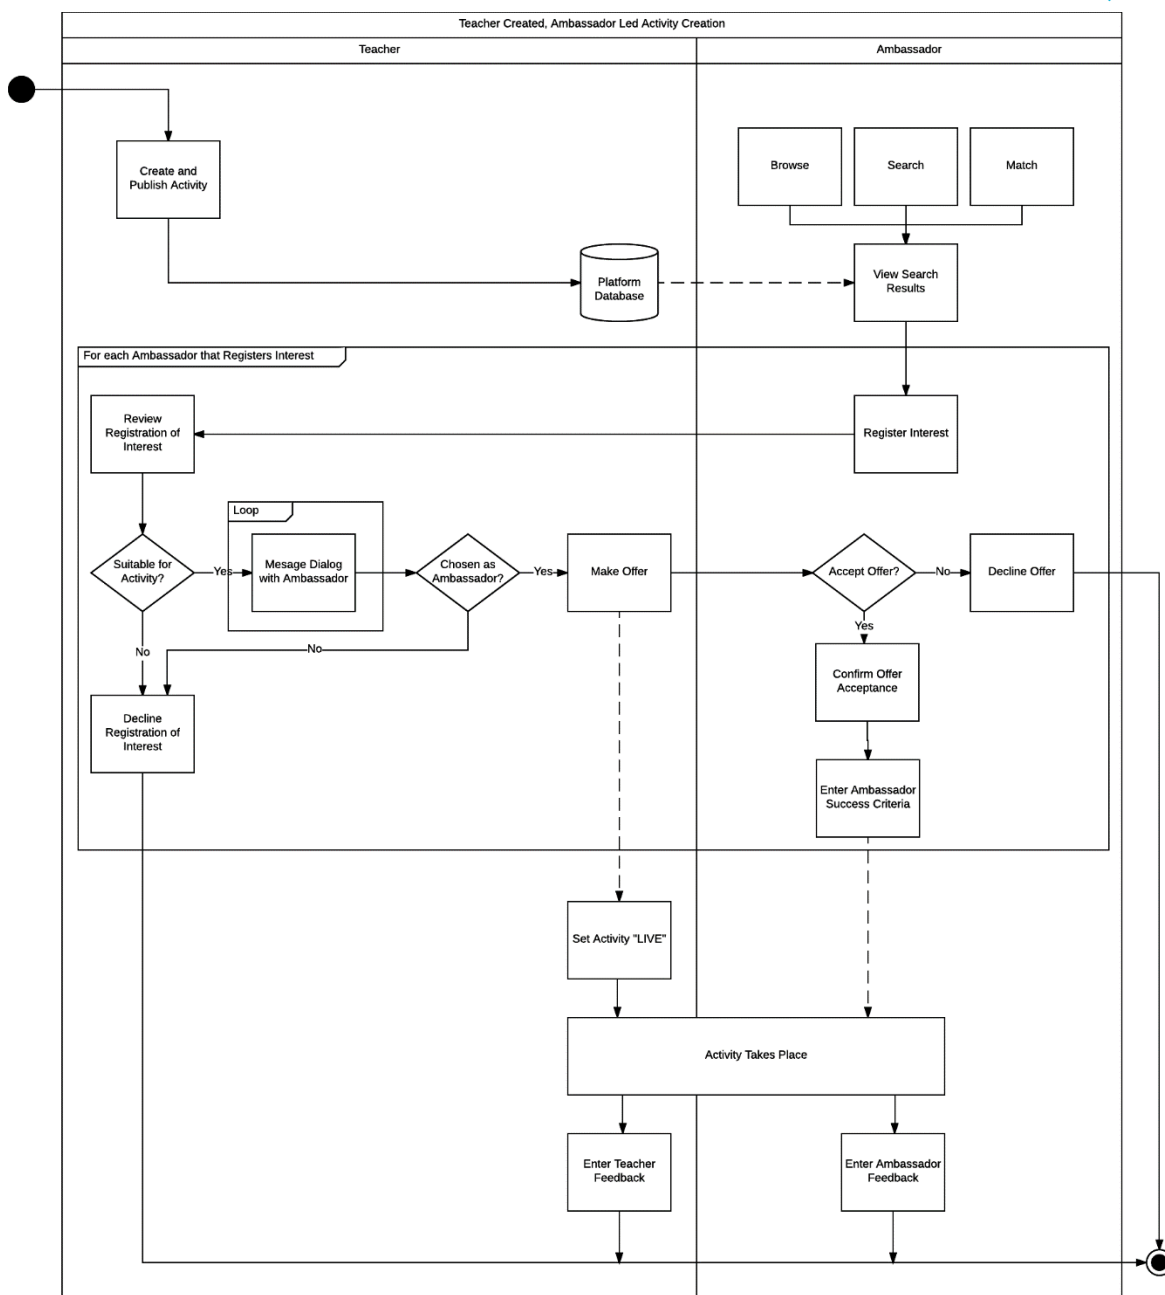 Teacher Created, Ambassador Led Activity Creation
Teacher
Ambassador
Create and
Publish Activity
Browse
Search
Match
Platform
Database
View Search
Results
For each Ambassador that Registers Interest
Review
Registration of
Interest
Register Interest
Loop
Suitable for
Activity?
Yes
Mesage Dialog
with Ambassador
Chosen as
Ambassador?
Yes
Make Offer
Accept Offer?
No
Decline Offer
No
No
Yes
Decline
Registration of
Interest
Confirm Offer
Acceptance
Enter Ambassador
Success Criteria
Set Activity "LIVE"
Activity Takes Place
Enter Teacher
Feedback
Enter Ambassador
Feedback